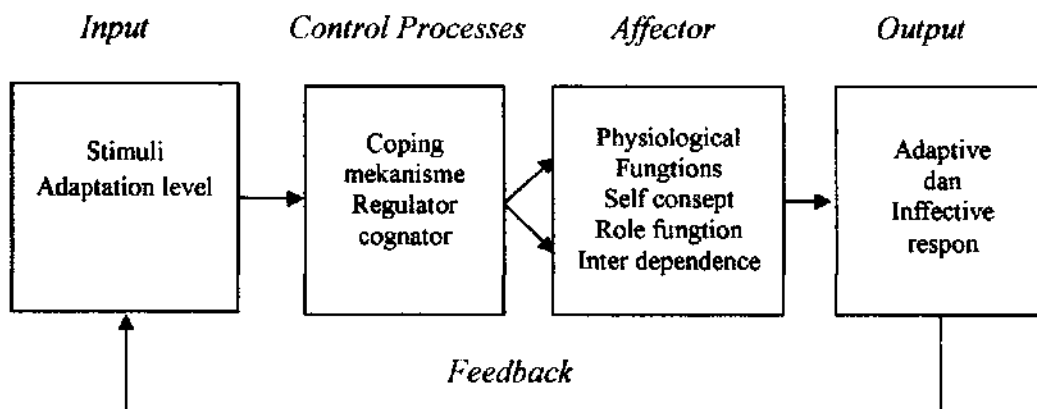 Input
Control Processes
Affector
Output
Stimuli
Adaptation level
Coping
mekanisme
Regulator
cognator
Physiological
Fungtions
Self consept
Role fungtion
Inter dependence
Adaptive
dan
Inffective
respon
Feedback